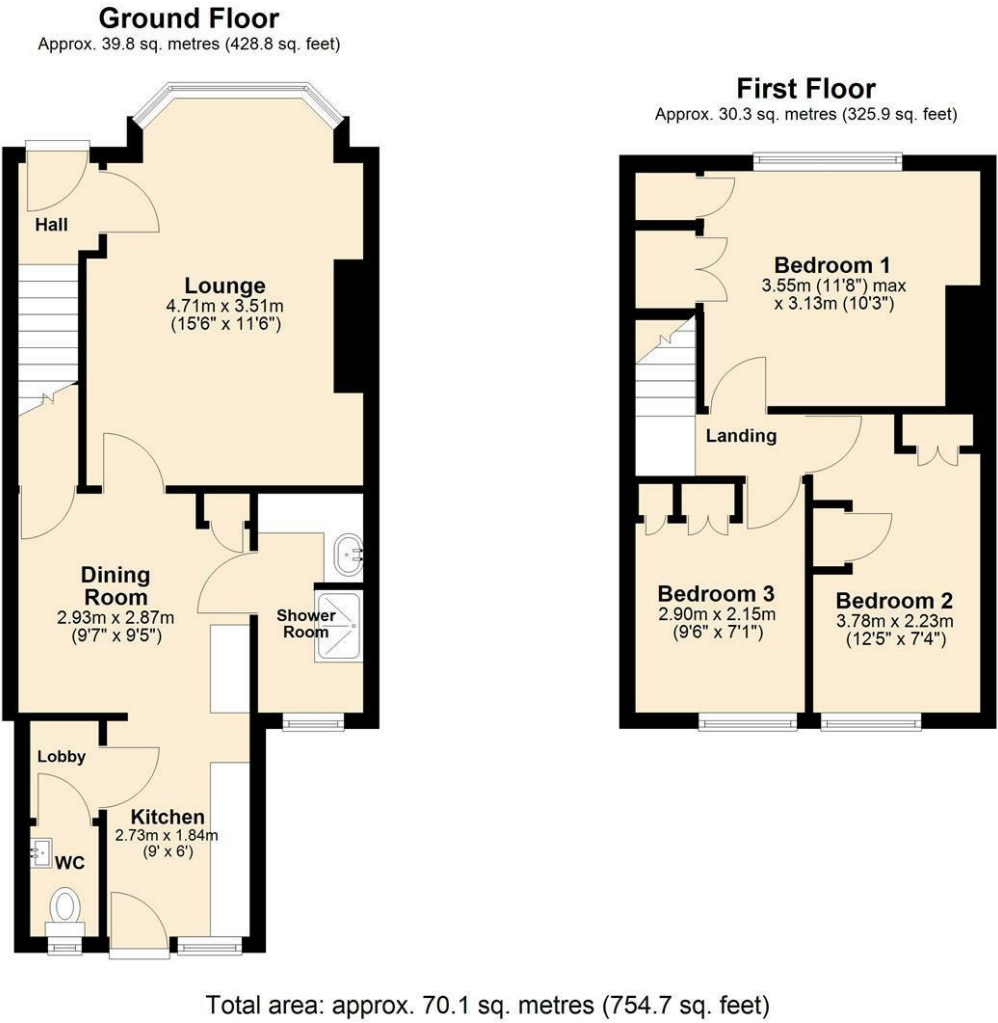 Ground Floor
Approx. 39.8 sq. metres (428.8 sq. feet)
Hall
Lounge
4.71m x 3.51m
(15'6" x 11'6")
Dining
Room
2.93m x 2.87m
(9'7" x 9'5")
Shower
Room
Lobby
Kitchen
2.73m x 1.84m
(9' x 6')
WC
First Floor
Approx. 30.3 sq. metres (325.9 sq. feet)
Bedroom 1
3.55m (11'8") max
x 3.13m (10'3")
Landing
Bedroom 3
2.90m x 2.15m
(9'6" x 7'1")
Bedroom 2
3.78m x 2.23m
(12'5" x 7'4")
Total area: approx. 70.1 sq. metres (754.7 sq. feet)